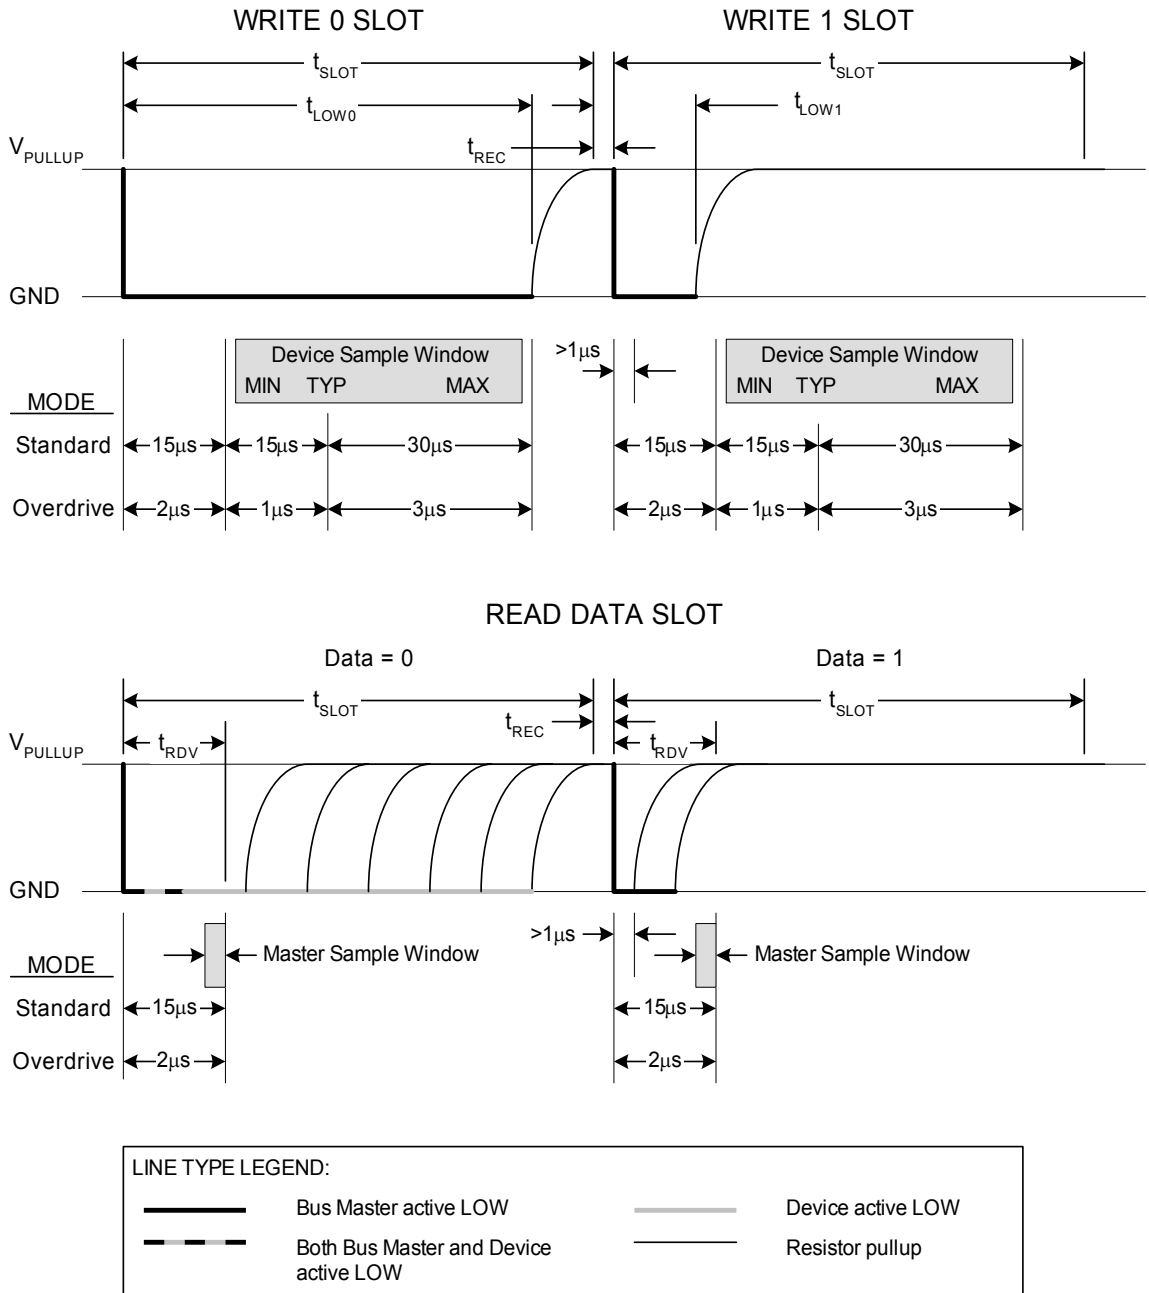 WRITE 0 SLOT WRITE 1 SLOT
tSLOT tSLOT
tLOW0 tLOW1
VPULLUP tREC
GND
Device Sample Window >1μs Device Sample Window
MIN TYP MAX MIN TYP MAX
MODE
Standard 15μs 15μs 30μs 15μs 15μs 30μs
Overdrive 2μs 1μs 3μs 2μs 1μs 3μs
READ DATA SLOT
Data = 0 Data = 1
tSLOT tSLOT
tREC
VPULLUP tRDV tRDV
GND
>1μs
Master Sample Window Master Sample Window
MODE
Standard 15μs 15μs
Overdrive 2μs 2μs
LINE TYPE LEGEND:
Bus Master active LOW Device active LOW
Both Bus Master and Device Resistor pullup
active LOW